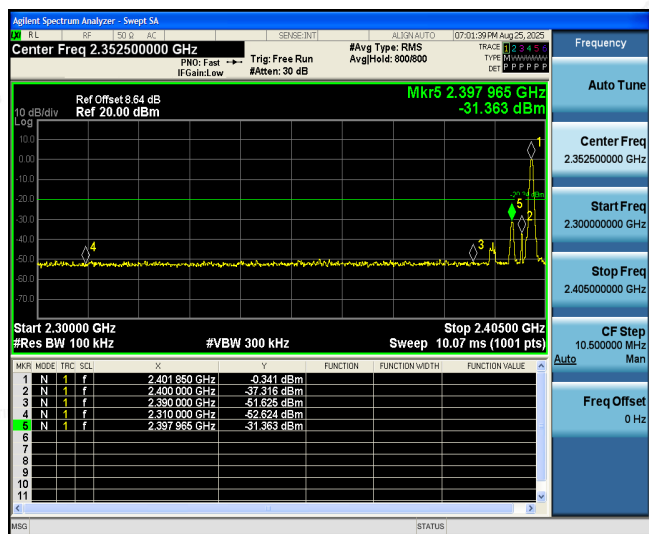 Agilent Spectrum Analyzer - Swept SA
RL RF 50 Ω AC SENSE:INT ALIGN AUTO 07:01:39 PM Aug 25, 2025
Center Freq 2.352500000 GHz
PNO: Fast
IFGain:Low
Trig: Free Run
#Atten: 30 dB
#Avg Type: RMS
Avg|Hold: 800/800
TRACE 1 2 3 4 5 6
TYPE MWWWWW
DET P P P P P P
Mkr5 2.397 965 GHz
-31.363 dBm
Ref Offset 8.64 dB
10 dB/div Ref 20.00 dBm
Log
10.0
0.00
-10.0
-20.0
-30.0
-40.0
-50.0
-60.0
-70.0
1
5
2
3
4
Start 2.30000 GHz Stop 2.40500 GHz
#Res BW 100 kHz #VBW 300 kHz Sweep 10.07 ms (1001 pts)
MKR MODE TRC SCL X Y FUNCTION FUNCTION WIDTH FUNCTION VALUE
1 N 1 f 2.401 850 GHz -0.341 dBm
2 N 1 f 2.400 000 GHz -37.316 dBm
3 N 1 f 2.390 000 GHz -51.625 dBm
4 N 1 f 2.310 000 GHz -52.624 dBm
5 N 1 f 2.397 965 GHz -31.363 dBm
6
7
8
9
10
11
MSG STATUS
Frequency
Auto Tune
Center Freq
2.352500000 GHz
Start Freq
2.300000000 GHz
Stop Freq
2.405000000 GHz
CF Step
10.500000 MHz
Auto Man
Freq Offset
0 Hz